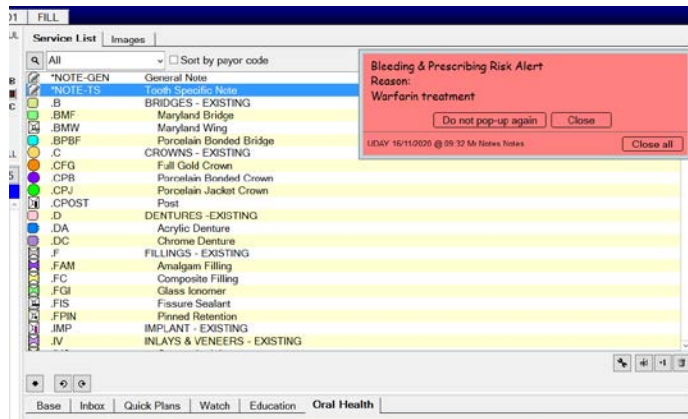 FILL
Service List Images
All Sort by payor code
*NOTE-GEN General Note
*NOTE-TS Tooth Specific Note
.B BRIDGES - EXISTING
.BMF Maryland Bridge
.BMW Maryland Wing
.BPBF Porcelain Bonded Bridge
.C CROWNS - EXISTING
.CFG Full Gold Crown
.CPB Porcelain Bonded Crown
.CPJ Porcelain Jacket Crown
.CPOST Post
.D DENTURES -EXISTING
.DA Acrylic Denture
.DC Chrome Denture
.F FILLINGS - EXISTING
.FAM Amalgam Filling
.FC Composite Filling
.FGI Glass Ionomer
.FIS Fissure Sealant
.FPIN Pinned Retention
.IMP IMPLANT - EXISTING
.IV INLAYS & VENEERS - EXISTING
Bleeding & Prescribing Risk Alert
Reason:
Warfarin treatment
Do not pop-up again Close
UDAY 16/11/2020 @ 09:32 Mr Notes Notes Close all
Base Inbox Quick Plans Watch Education Oral Health